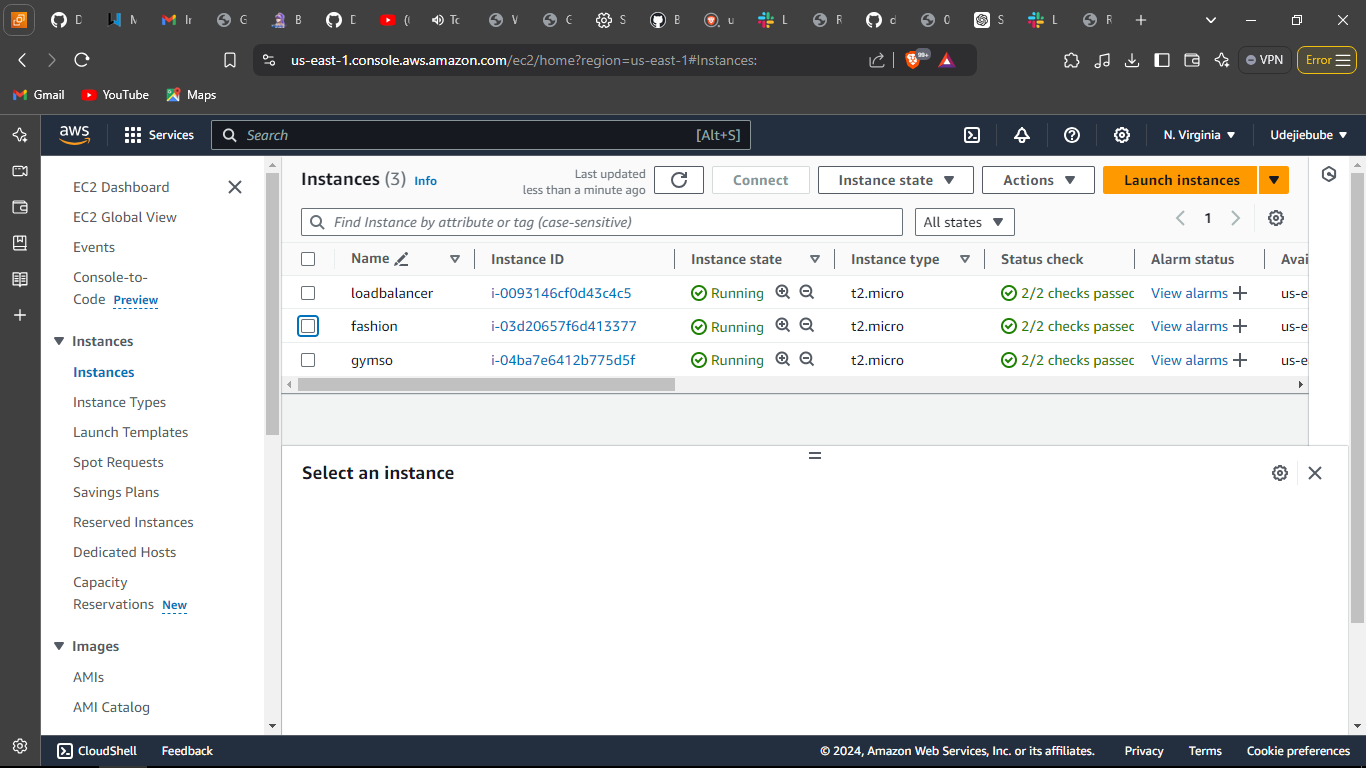 us-east-1.console.aws.amazon.com/ec2/home?region=us-east-1#Instances:
99+
VPN
Error
Gmail
YouTube
Maps
aws
Services
Search
[Alt+S]
N. Virginia
Udejiebube
EC2 Dashboard
EC2 Global View
Events
Console-to-
Code Preview
Instances
Instances
Instance Types
Launch Templates
Spot Requests
Savings Plans
Reserved Instances
Dedicated Hosts
Capacity
Reservations New
Images
AMIs
AMI Catalog
Instances (3) Info
Last updated
less than a minute ago
Connect
Instance state
Actions
Launch instances
Find Instance by attribute or tag (case-sensitive)
All states
1
Name Instance ID Instance state Instance type Status check Alarm status Avai
loadbalancer i-0093146cf0d43c4c5 Running t2.micro 2/2 checks passed View alarms us-e
fashion i-03d20657f6d413377 Running t2.micro 2/2 checks passed View alarms us-e
gymso i-04ba7e6412b775d5f Running t2.micro 2/2 checks passed View alarms us-e
Select an instance
CloudShell
Feedback
© 2024, Amazon Web Services, Inc. or its affiliates.
Privacy
Terms
Cookie preferences